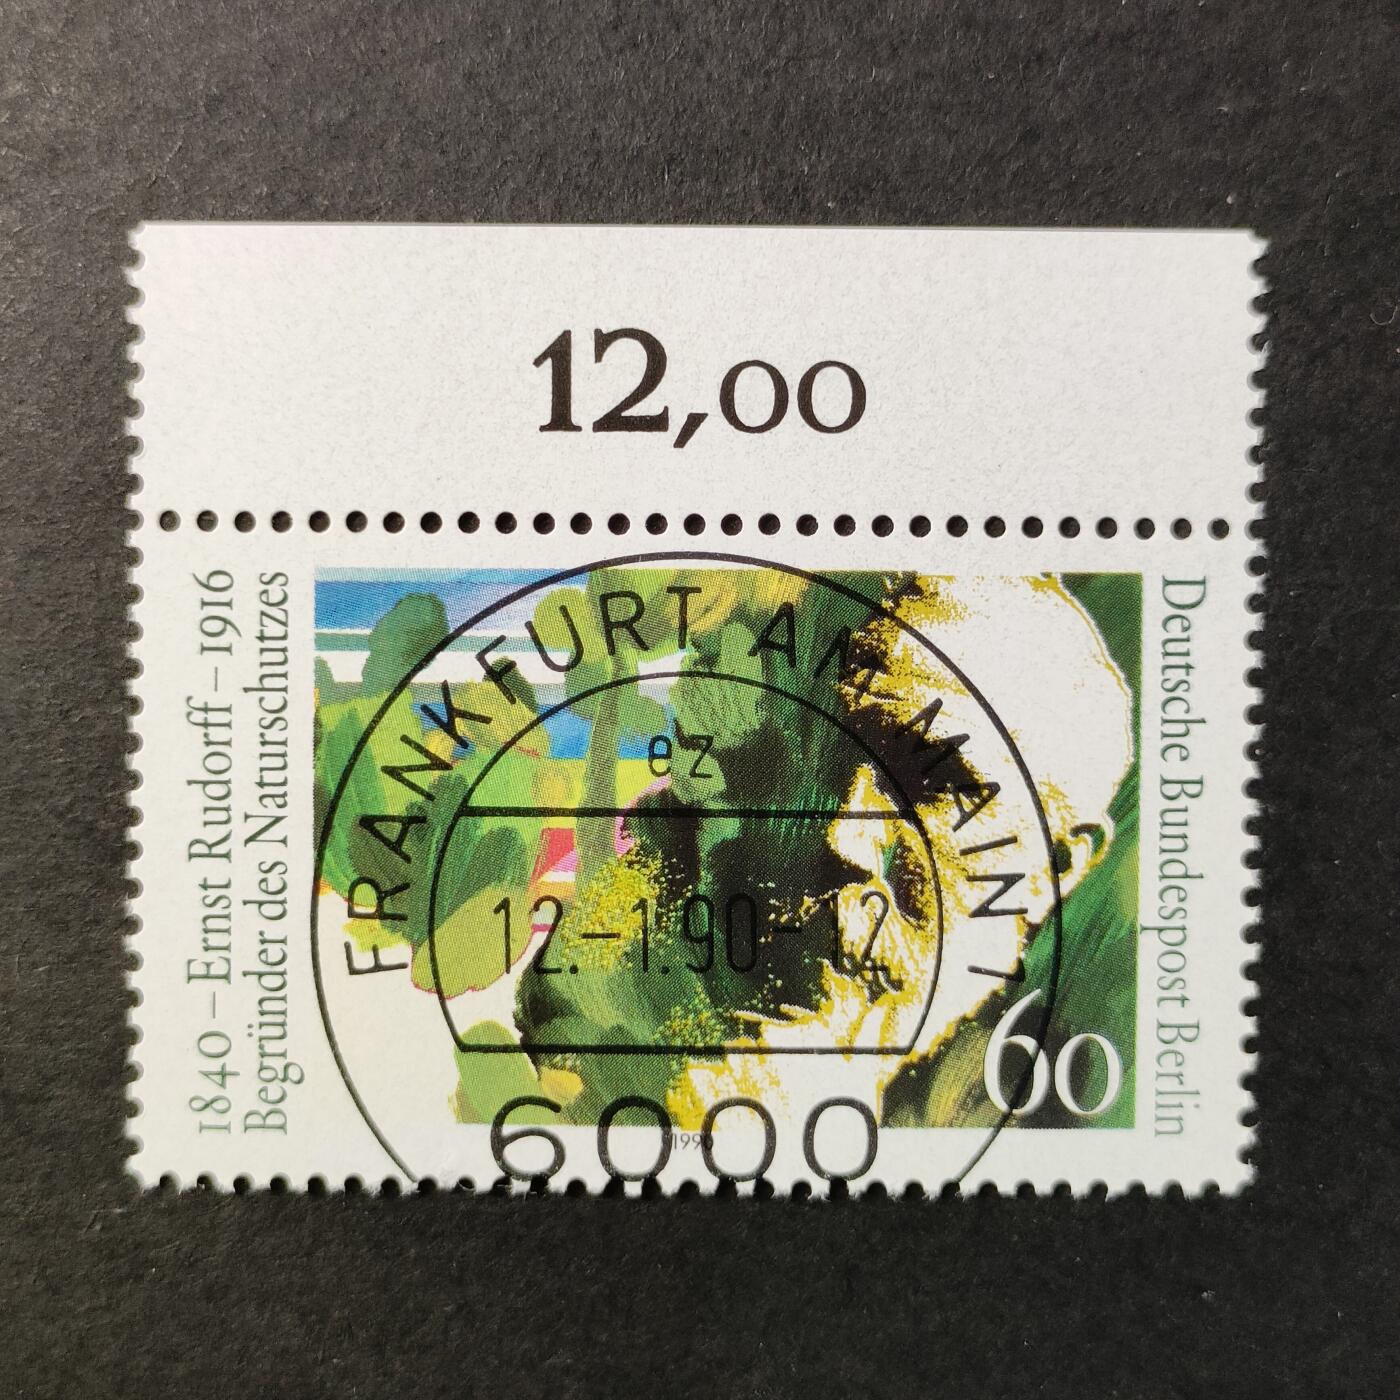 12,00
1840 – Ernst Rudorff – 1916
Begründer des Naturschutzes
Deutsche Bundespost Berlin
60
1990
FRANKFURT AM MAIN 1
ez
12.-1.90-12
6000